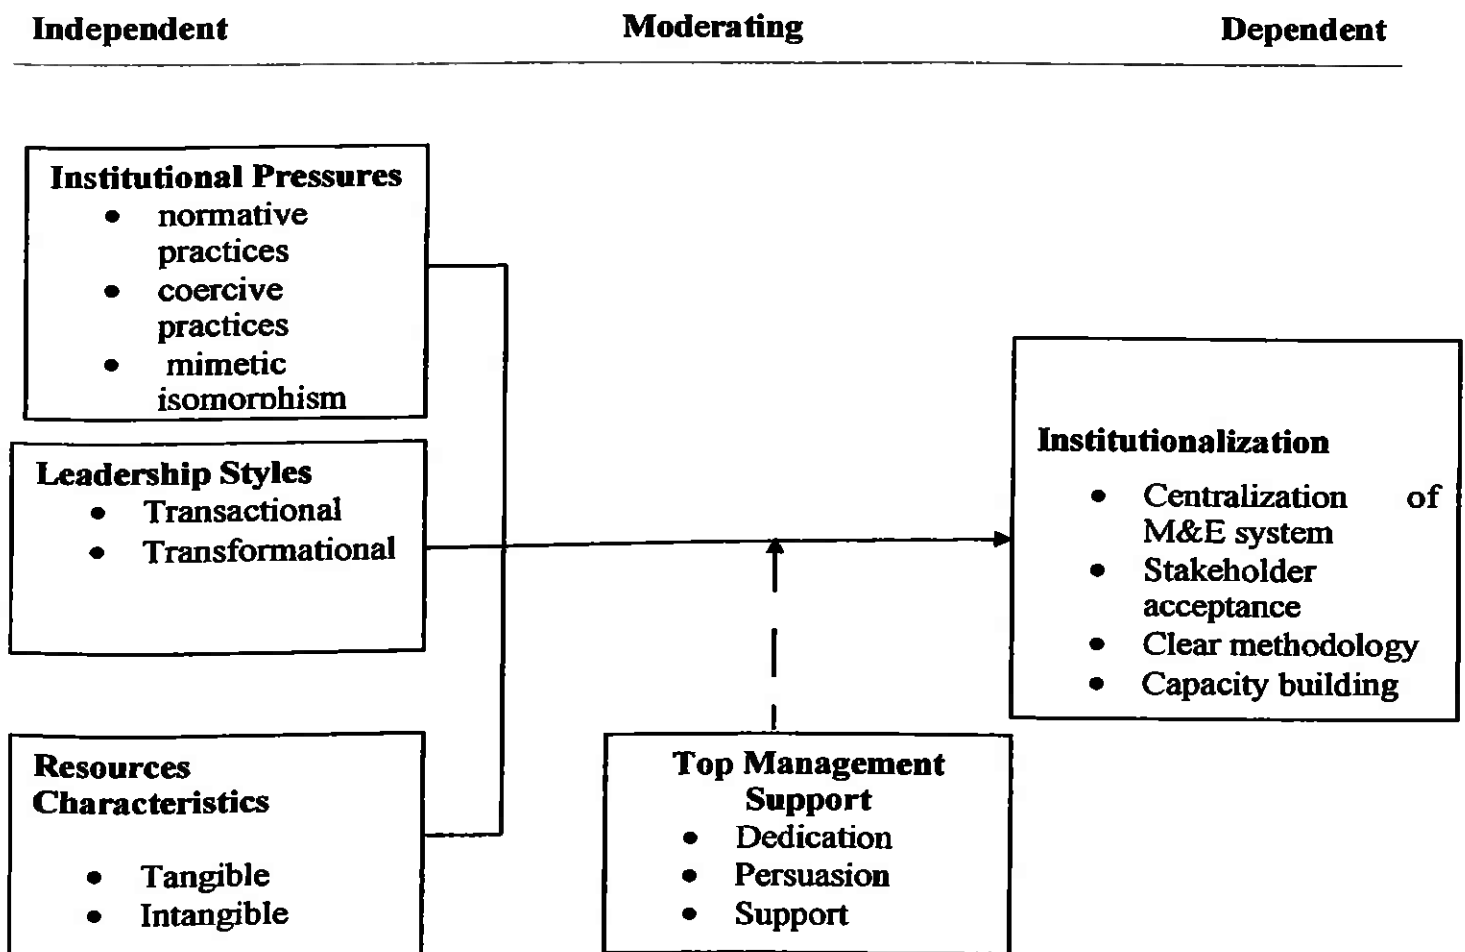 Independent
Moderating
Dependent
Institutional Pressures
• normative
practices
• coercive
practices
• mimetic
isomorphism
Leadership Styles
• Transactional
• Transformational
Resources
Characteristics
• Tangible
• Intangible
Top Management
Support
• Dedication
• Persuasion
• Support
Institutionalization
• Centralization of
M&E system
• Stakeholder
acceptance
• Clear methodology
• Capacity building